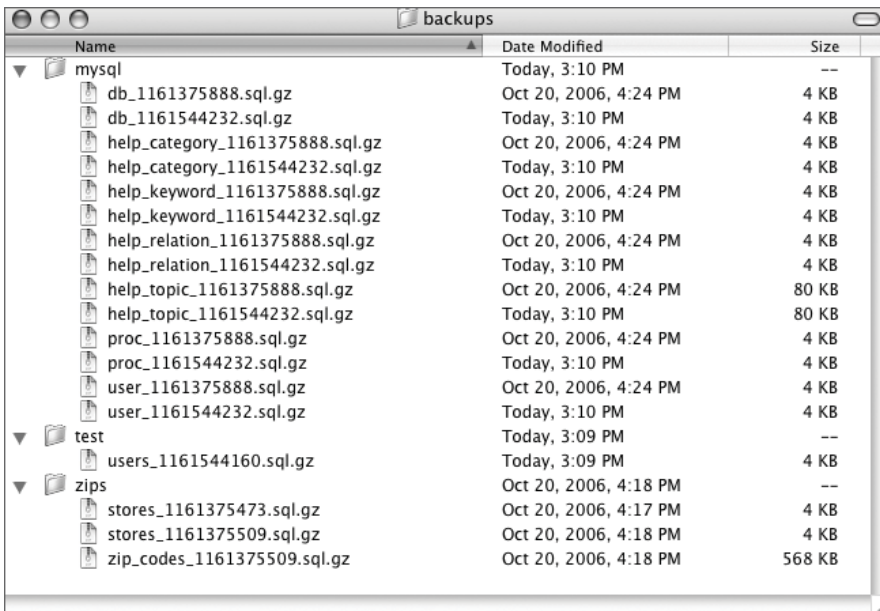 backups
Name Date Modified Size
mysql Today, 3:10 PM --
db_1161375888.sql.gz Oct 20, 2006, 4:24 PM 4 KB
db_1161544232.sql.gz Today, 3:10 PM 4 KB
help_category_1161375888.sql.gz Oct 20, 2006, 4:24 PM 4 KB
help_category_1161544232.sql.gz Today, 3:10 PM 4 KB
help_keyword_1161375888.sql.gz Oct 20, 2006, 4:24 PM 4 KB
help_keyword_1161544232.sql.gz Today, 3:10 PM 4 KB
help_relation_1161375888.sql.gz Oct 20, 2006, 4:24 PM 4 KB
help_relation_1161544232.sql.gz Today, 3:10 PM 4 KB
help_topic_1161375888.sql.gz Oct 20, 2006, 4:24 PM 80 KB
help_topic_1161544232.sql.gz Today, 3:10 PM 80 KB
proc_1161375888.sql.gz Oct 20, 2006, 4:24 PM 4 KB
proc_1161544232.sql.gz Today, 3:10 PM 4 KB
user_1161375888.sql.gz Oct 20, 2006, 4:24 PM 4 KB
user_1161544232.sql.gz Today, 3:10 PM 4 KB
test Today, 3:09 PM --
users_1161544160.sql.gz Today, 3:09 PM 4 KB
zips Oct 20, 2006, 4:18 PM --
stores_1161375473.sql.gz Oct 20, 2006, 4:17 PM 4 KB
stores_1161375509.sql.gz Oct 20, 2006, 4:18 PM 4 KB
zip_codes_1161375509.sql.gz Oct 20, 2006, 4:18 PM 568 KB